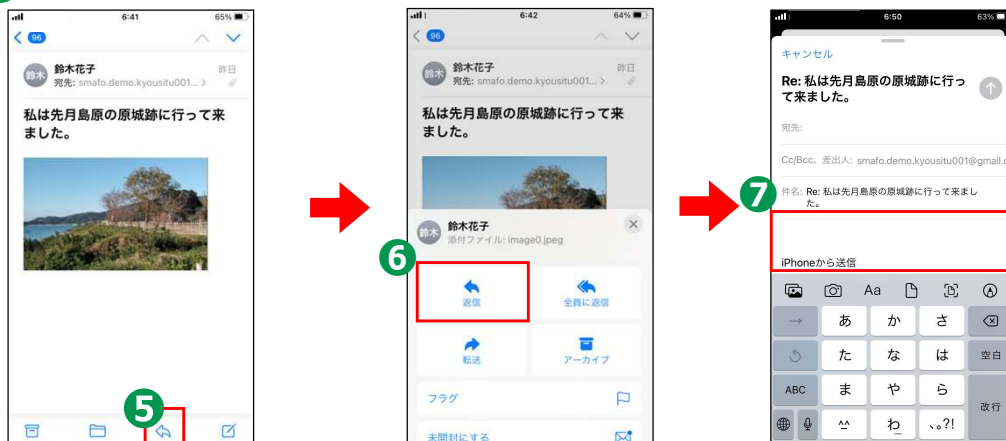 6:41
65%
96
鈴木
鈴木花子
昨日
宛先: smafo.demo.kyousitu001... >
私は先月島原の原城跡に行って来
ました。
5
6:42
64%
96
鈴木
鈴木花子
昨日
宛先: smafo.demo.kyousitu001... >
私は先月島原の原城跡に行って来
ました。
鈴木
鈴木花子
添付ファイル: image0.jpeg
6
返信
全員に返信
転送
アーカイブ
フラグ
未開封にする
6:50
63%
キャンセル
Re: 私は先月島原の原城跡に行っ
て来ました。
宛先:
Cc/Bcc、差出人: smafo.demo.kyousitu001@gmail.c
7
件名: Re: 私は先月島原の原城跡に行って来まし
た。
iPhoneから送信
Aa
→ あ か さ
た な は 空白
ABC ま や ら
改行
^^ わ 、。?!